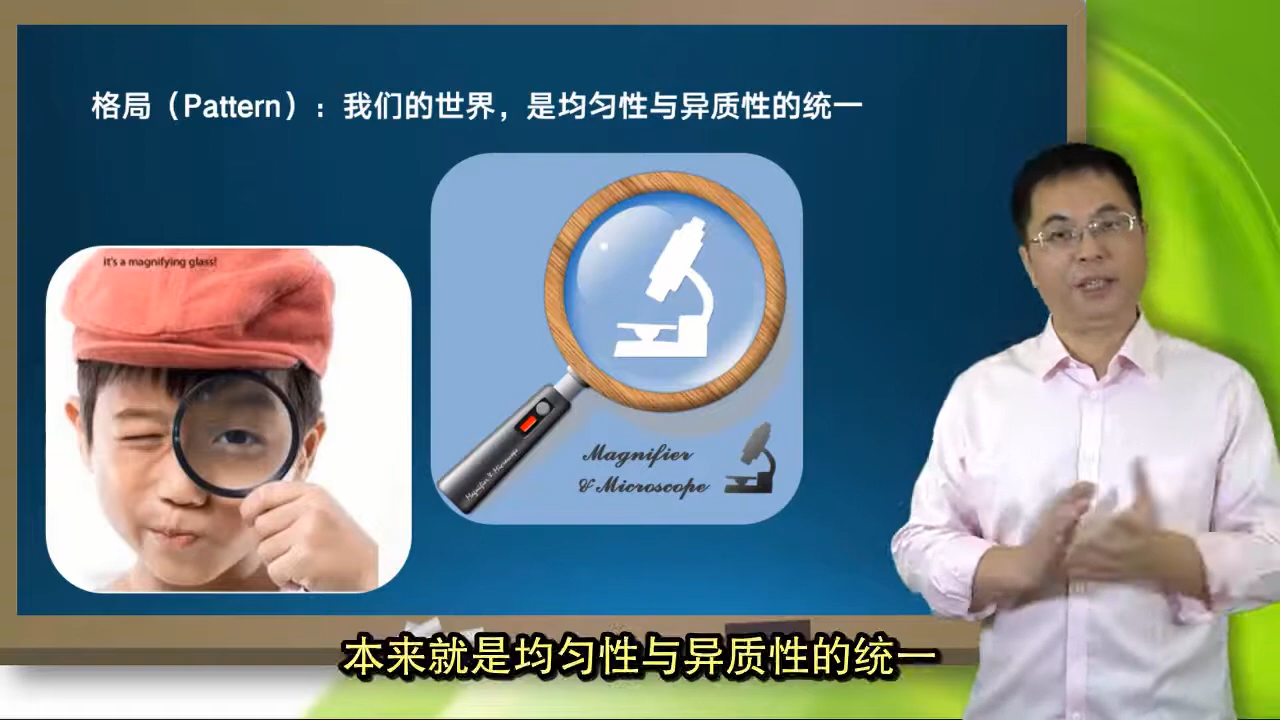 格局（Pattern）：我们的世界，是均匀性与异质性的统一
it's a magnifying glass!
Magnifier
& Microscope
Magnifier & Microscope
本来就是均匀性与异质性的统一